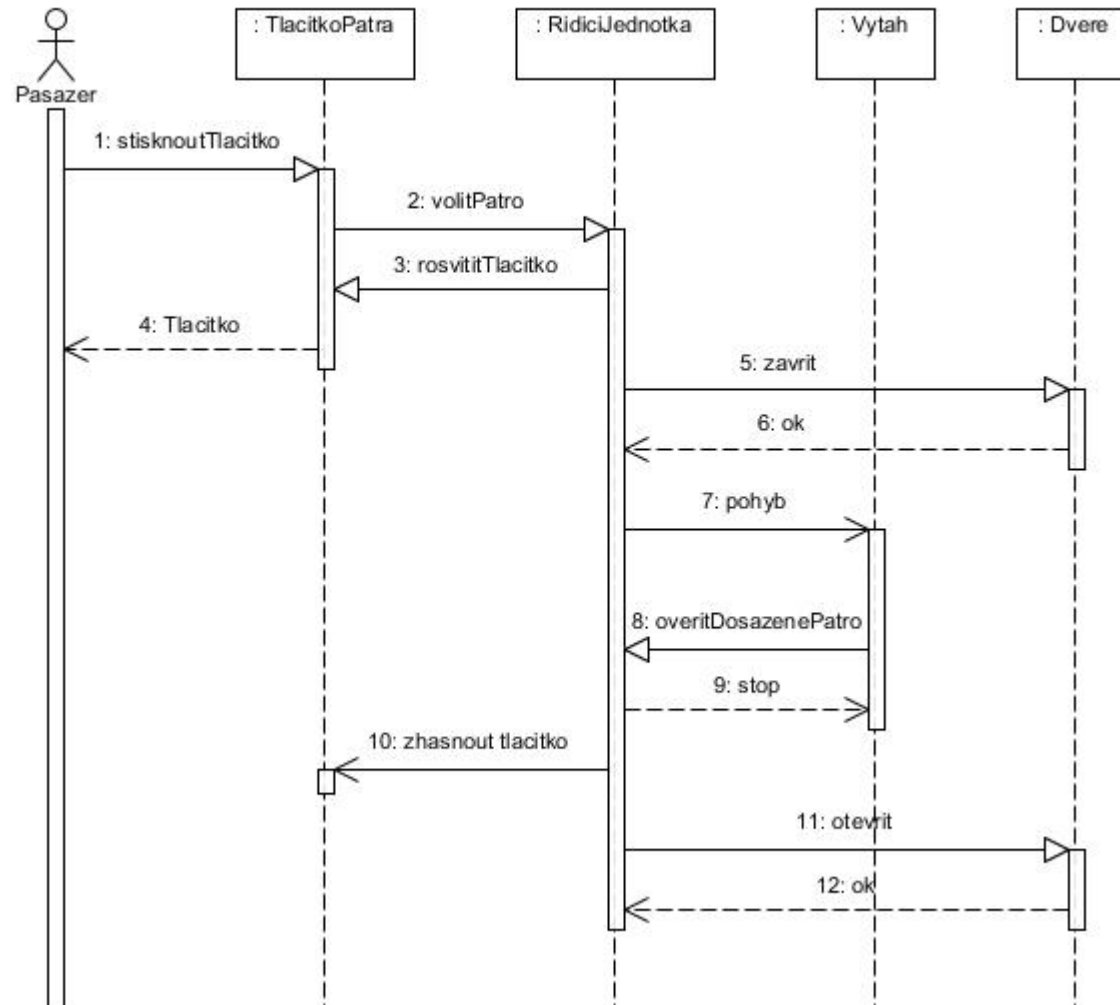 : TlacitkoPatra
: RidiciJednotka
: Vytah
: Dvere
Pasazer
1: stisknoutTlacitko
2: volitPatro
3: rosvititTlacitko
4: Tlacitko
5: zavrit
6: ok
7: pohyb
8: overitDosazenePatro
9: stop
10: zhasnout tlacitko
11: otevrit
12: ok